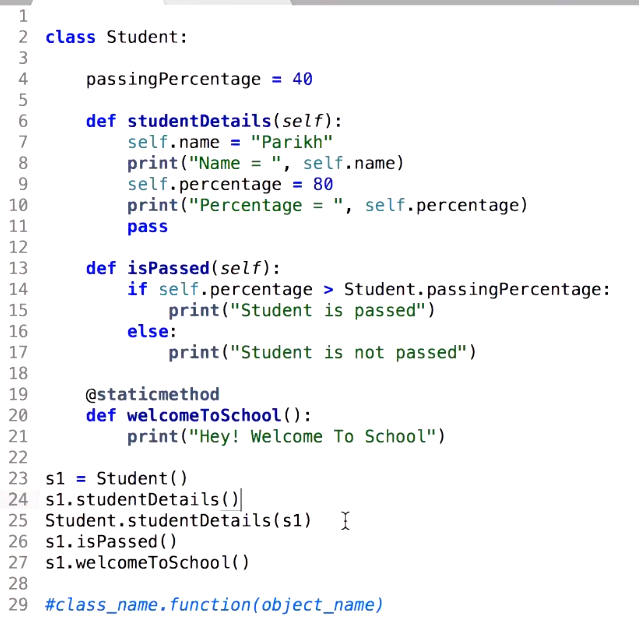 1
2 class Student:
3
4     passingPercentage = 40
5
6     def studentDetails(self):
7         self.name = "Parikh"
8         print("Name = ", self.name)
9         self.percentage = 80
10         print("Percentage = ", self.percentage)
11         pass
12
13     def isPassed(self):
14         if self.percentage > Student.passingPercentage:
15             print("Student is passed")
16         else:
17             print("Student is not passed")
18
19     @staticmethod
20     def welcomeToSchool():
21         print("Hey! Welcome To School")
22
23 s1 = Student()
24 s1.studentDetails()
25 Student.studentDetails(s1)
26 s1.isPassed()
27 s1.welcomeToSchool()
28
29 #class_name.function(object_name)